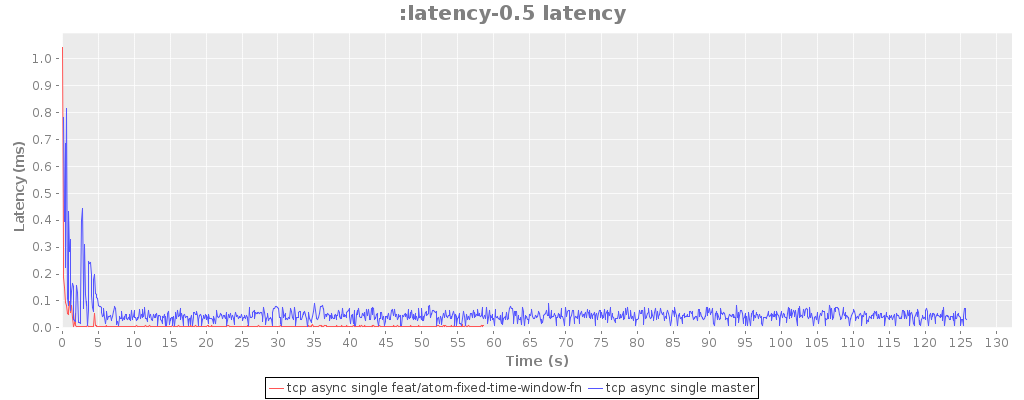 :latency-0.5 latency
Latency (ms)
1.0
0.9
0.8
0.7
0.6
0.5
0.4
0.3
0.2
0.1
0.0
0 5 10 15 20 25 30 35 40 45 50 55 60 65 70 75 80 85 90 95 100 105 110 115 120 125 130
Time (s)
tcp async single feat/atom-fixed-time-window-fn tcp async single master